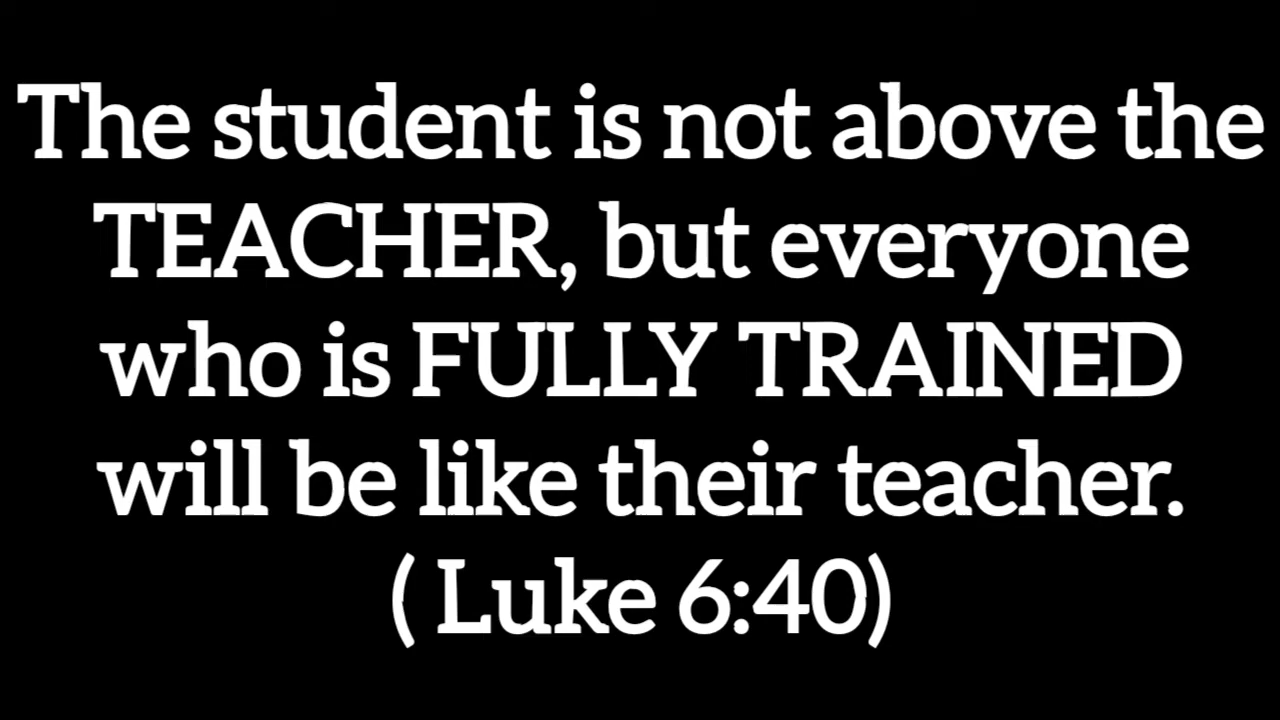 The student is not above the
TEACHER, but everyone
who is FULLY TRAINED
will be like their teacher.
( Luke 6:40)